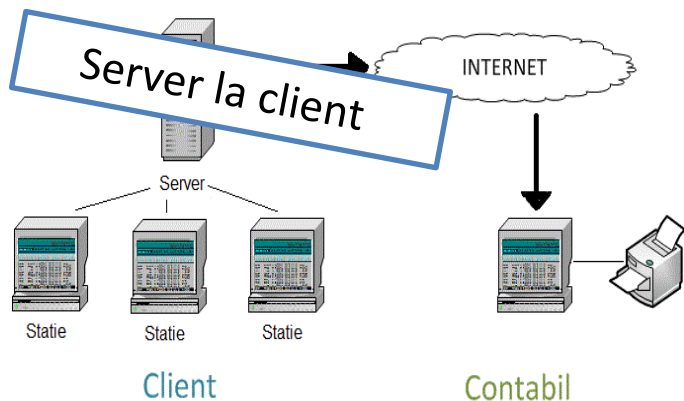 Server la client
INTERNET
Server
Statie
Statie
Statie
Client
Contabil